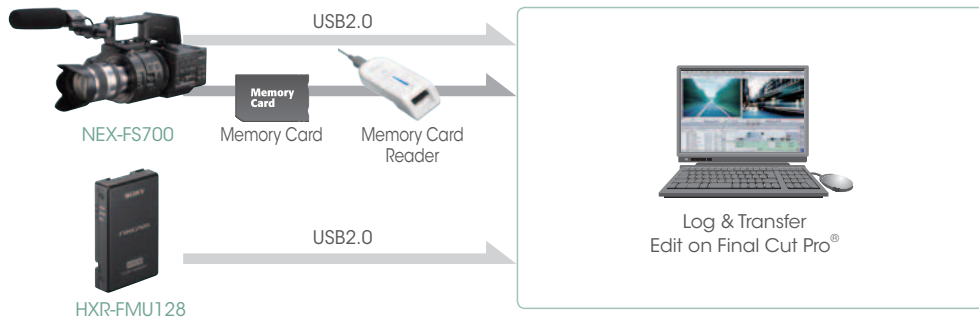 USB2.0
Memory
Card
NEX-FS700
Memory Card
Memory Card
Reader
SONY
USB2.0
HXR-FMU128
Log & Transfer
Edit on Final Cut Pro®